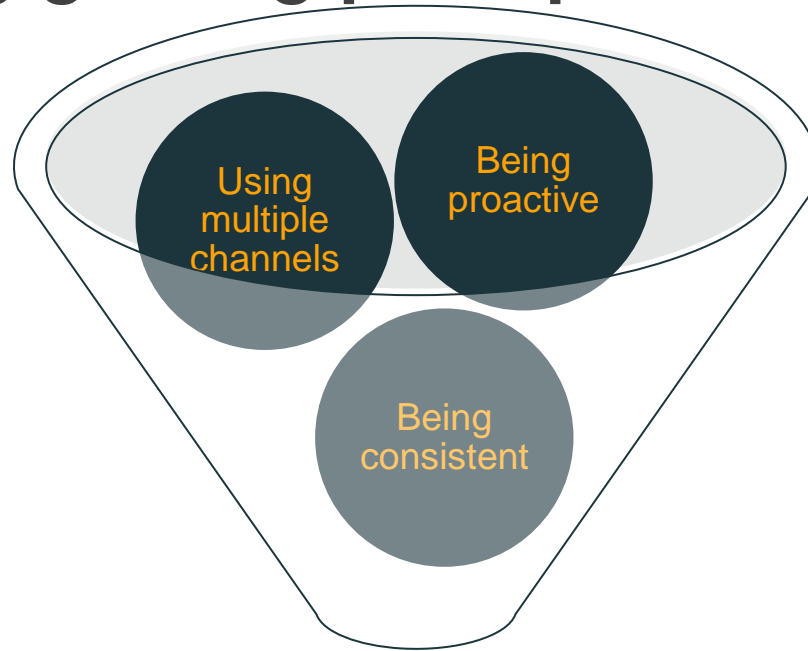 Using
multiple
channels
Being
proactive
Being
consistent